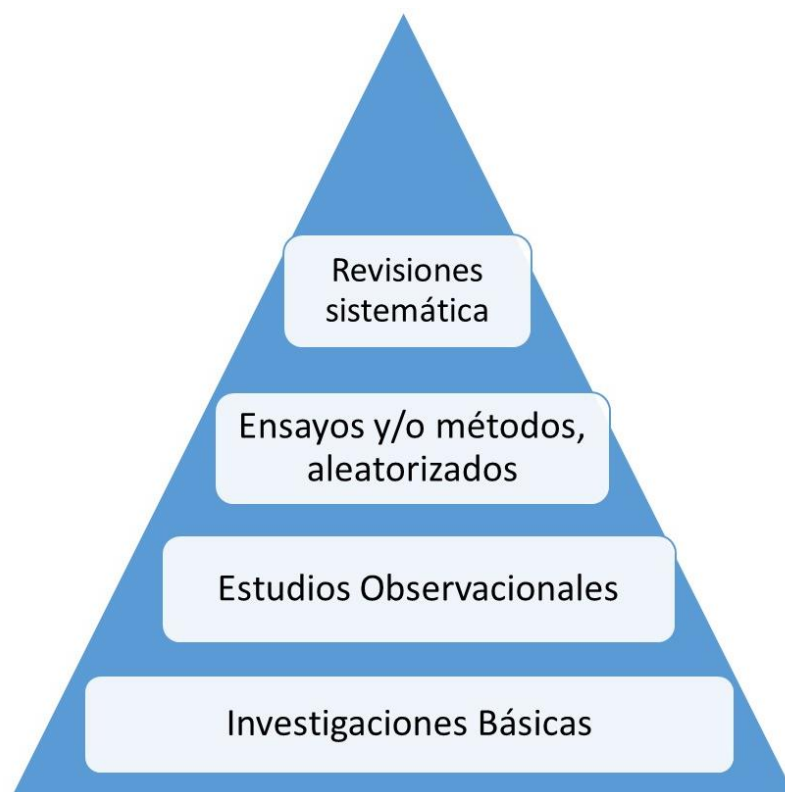 Revisiones
sistemática
Ensayos y/o métodos,
aleatorizados
Estudios Observacionales
Investigaciones Básicas